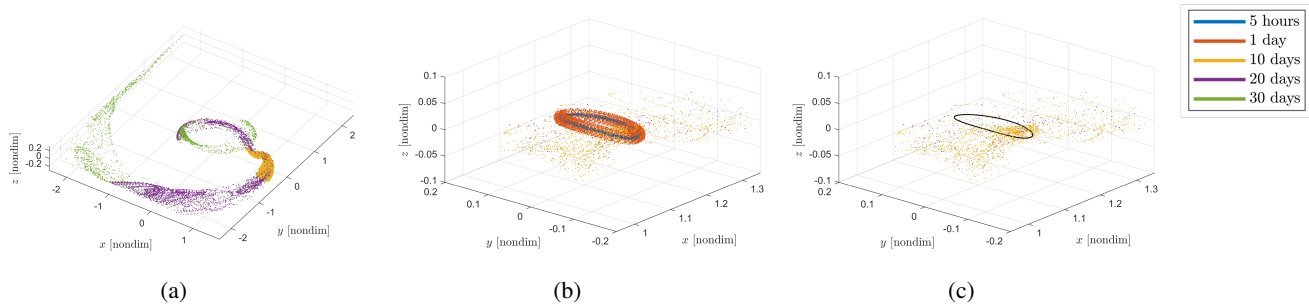 5 hours
1 day
10 days
20 days
30 days
z [nondim]
0.2
0
-0.2
-2
-1
0
1
x [nondim]
-2
-1
0
1
2
y [nondim]
(a)
z [nondim]
0.1
0.05
0
-0.05
-0.1
0.2
0.1
0
-0.1
-0.2
y [nondim]
1
1.1
1.2
1.3
x [nondim]
(b)
z [nondim]
0.1
0.05
0
-0.05
-0.1
0.2
0.1
0
-0.1
-0.2
y [nondim]
1
1.1
1.2
1.3
x [nondim]
(c)